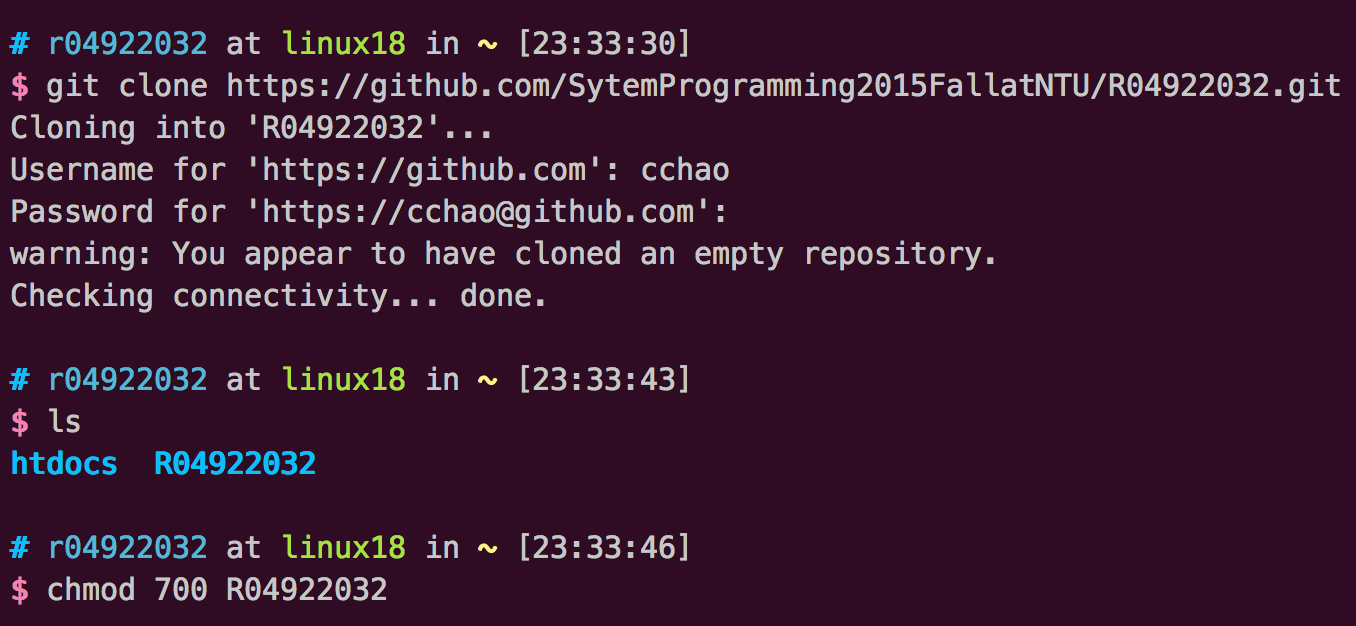 # r04922032 at linux18 in ~ [23:33:30]
$ git clone https://github.com/SytemProgramming2015FallatNTU/R04922032.git
Cloning into 'R04922032'...
Username for 'https://github.com': cchao
Password for 'https://cchao@github.com':
warning: You appear to have cloned an empty repository.
Checking connectivity... done.
# r04922032 at linux18 in ~ [23:33:43]
$ ls
htdocs  R04922032
# r04922032 at linux18 in ~ [23:33:46]
$ chmod 700 R04922032